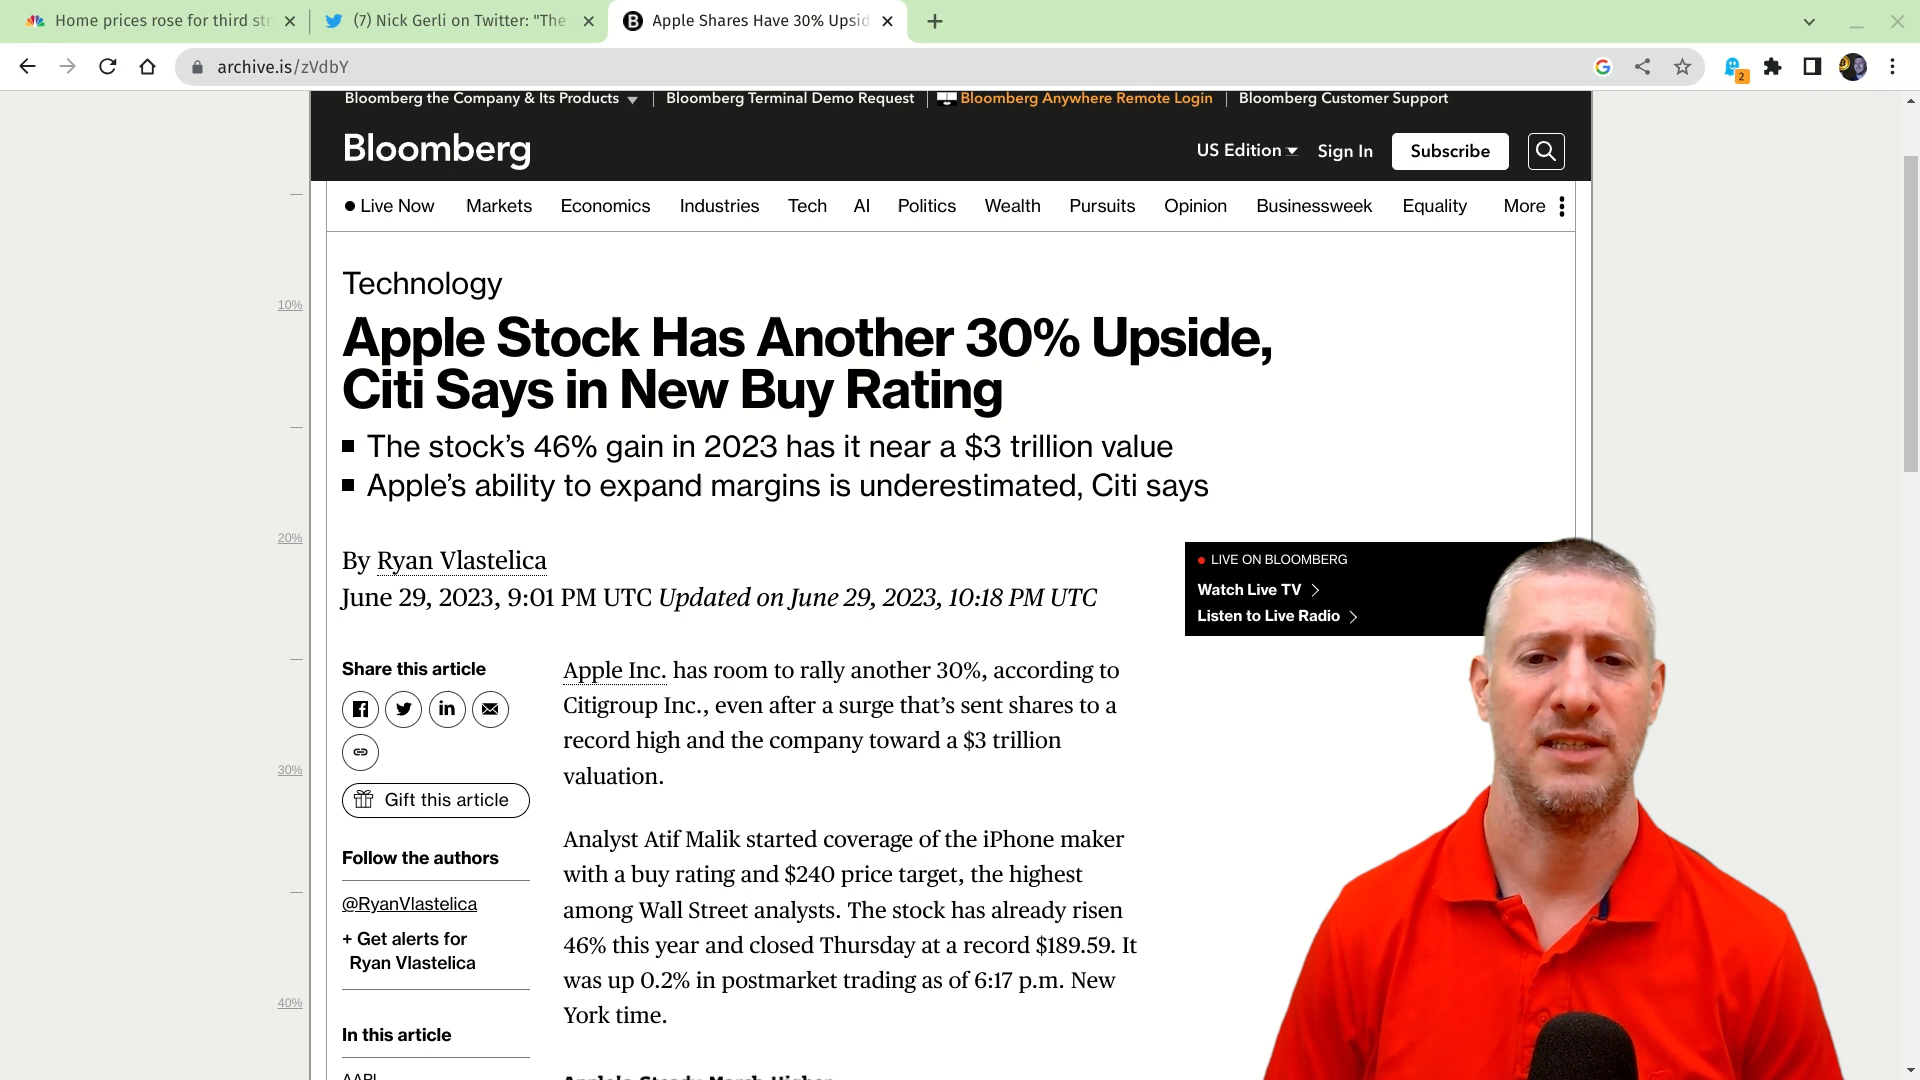 Home prices rose for third str
(7) Nick Gerli on Twitter: "The
Apple Shares Have 30% Upsid
archive.is/zVdbY
2
Bloomberg the Company & Its Products
Bloomberg Terminal Demo Request
Bloomberg Anywhere Remote Login
Bloomberg Customer Support
Bloomberg
US Edition
Sign In
Subscribe
Live Now
Markets
Economics
Industries
Tech
AI
Politics
Wealth
Pursuits
Opinion
Businessweek
Equality
More
10%
20%
30%
40%
Technology
Apple Stock Has Another 30% Upside,
Citi Says in New Buy Rating
The stock’s 46% gain in 2023 has it near a $3 trillion value
Apple’s ability to expand margins is underestimated, Citi says
By Ryan Vlastelica
June 29, 2023, 9:01 PM UTC Updated on June 29, 2023, 10:18 PM UTC
LIVE ON BLOOMBERG
Watch Live TV
Listen to Live Radio
Share this article
Gift this article
Follow the authors
@RyanVlastelica
+ Get alerts for
Ryan Vlastelica
In this article
AAPL
Apple Inc. has room to rally another 30%, according to
Citigroup Inc., even after a surge that’s sent shares to a
record high and the company toward a $3 trillion
valuation.
Analyst Atif Malik started coverage of the iPhone maker
with a buy rating and $240 price target, the highest
among Wall Street analysts. The stock has already risen
46% this year and closed Thursday at a record $189.59. It
was up 0.2% in postmarket trading as of 6:17 p.m. New
York time.
Apple's Steady March Higher